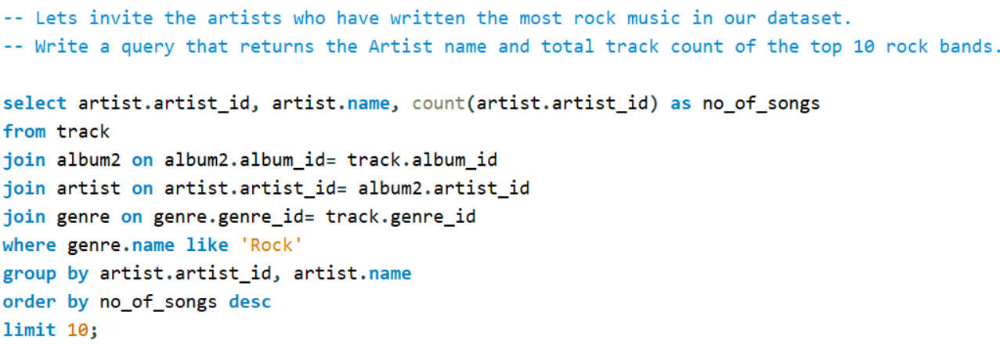 -- Lets invite the artists who have written the most rock music in our dataset.
-- Write a query that returns the Artist name and total track count of the top 10 rock bands.
select artist.artist_id, artist.name, count(artist.artist_id) as no_of_songs
from track
join album2 on album2.album_id= track.album_id
join artist on artist.artist_id= album2.artist_id
join genre on genre.genre_id= track.genre_id
where genre.name like 'Rock'
group by artist.artist_id, artist.name
order by no_of_songs desc
limit 10;